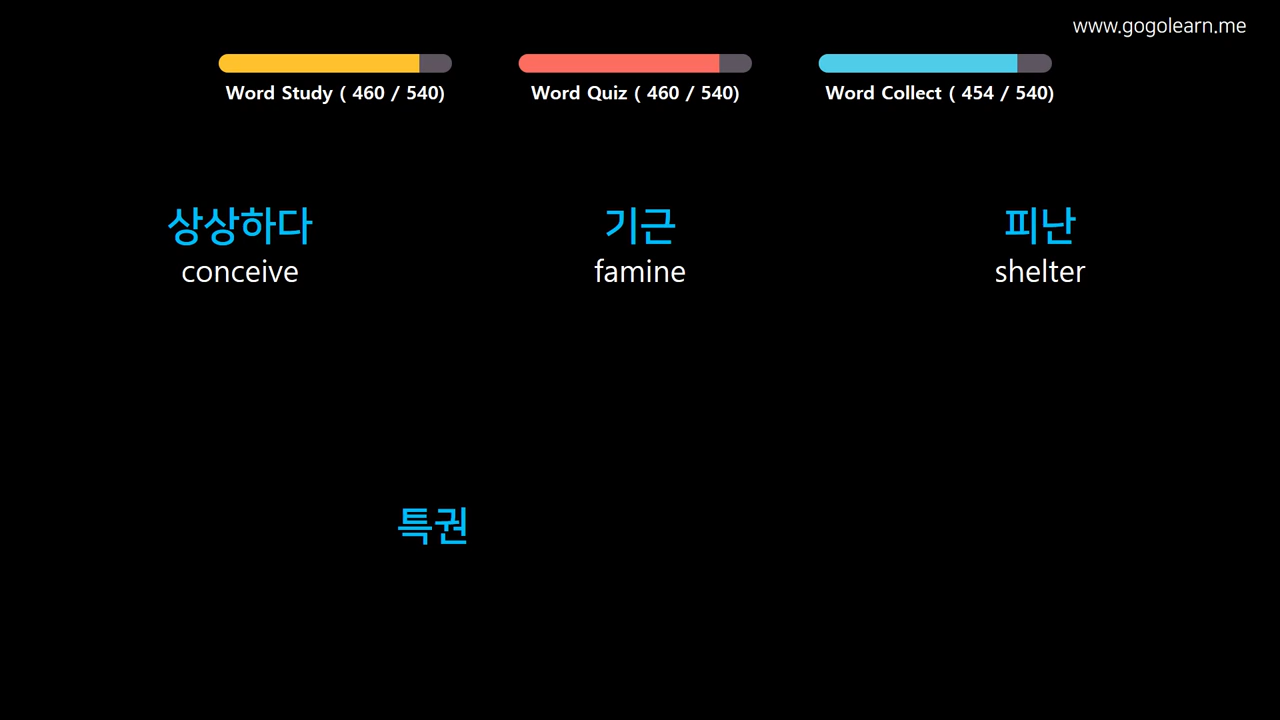 www.gogolearn.me
Word Study ( 460 / 540)
Word Quiz ( 460 / 540)
Word Collect ( 454 / 540)
상상하다
conceive
기근
famine
피난
shelter
특권